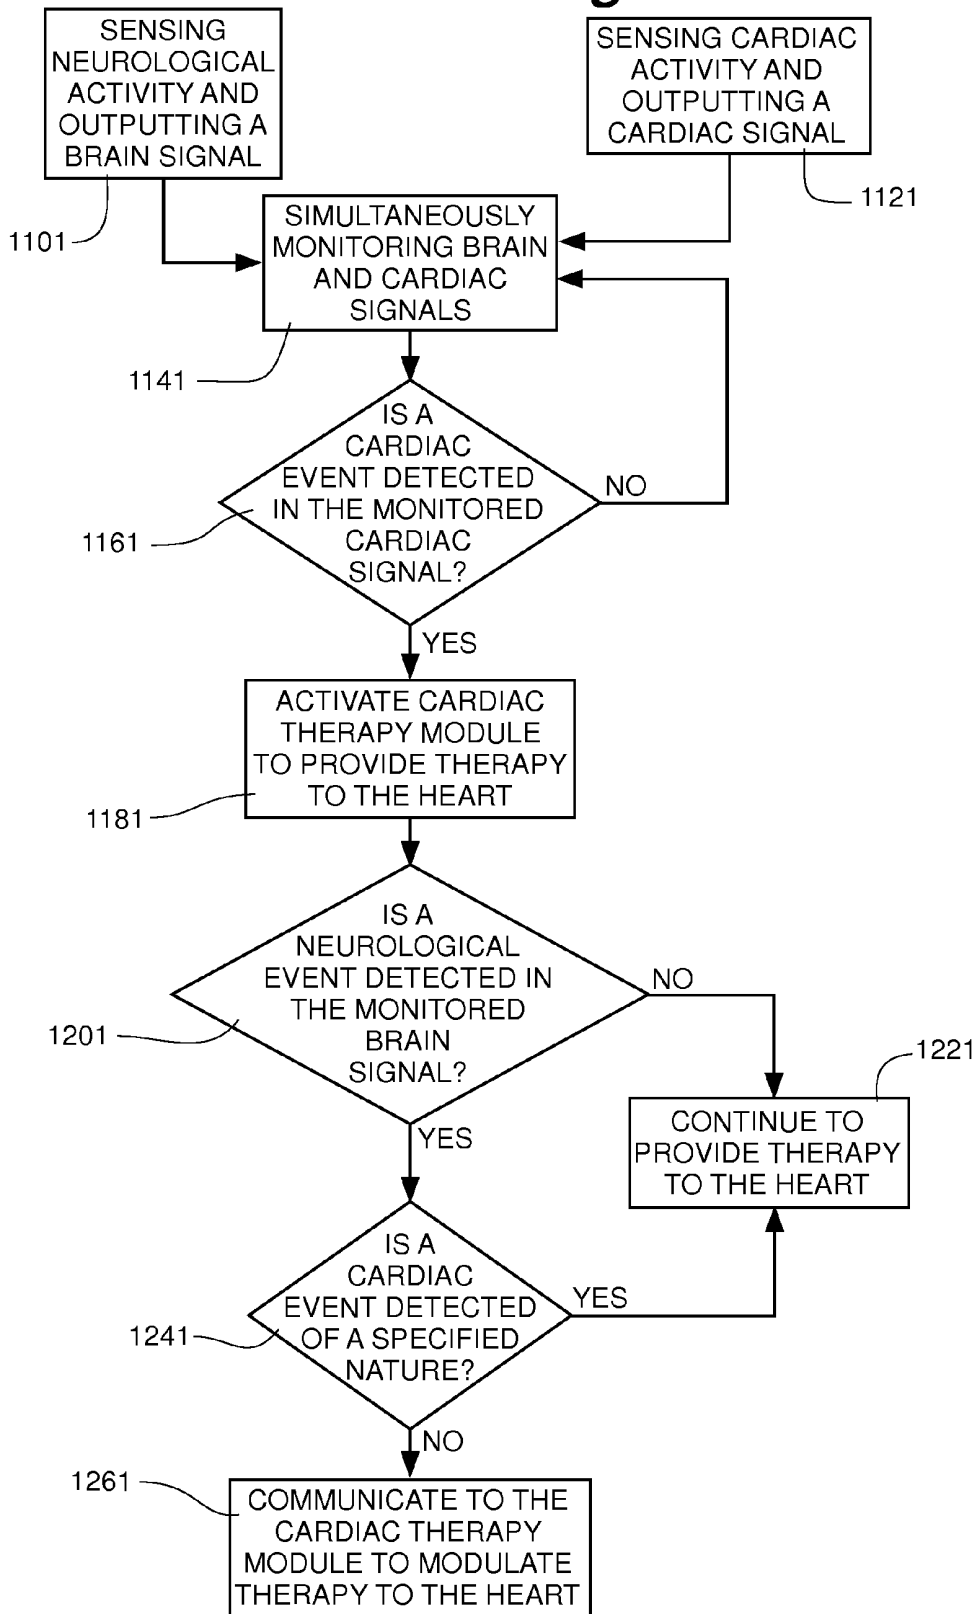 SENSING
NEUROLOGICAL
ACTIVITY AND
OUTPUTTING A
BRAIN SIGNAL
SENSING CARDIAC
ACTIVITY AND
OUTPUTTING A
CARDIAC SIGNAL
1101
1121
SIMULTANEOUSLY
MONITORING BRAIN
AND CARDIAC
SIGNALS
1141
IS A
CARDIAC
EVENT DETECTED
IN THE MONITORED
CARDIAC
SIGNAL?
NO
1161
YES
ACTIVATE CARDIAC
THERAPY MODULE
TO PROVIDE THERAPY
TO THE HEART
1181
IS A
NEUROLOGICAL
EVENT DETECTED IN
THE MONITORED
BRAIN
SIGNAL?
NO
1201
YES
1221
CONTINUE TO
PROVIDE THERAPY
TO THE HEART
IS A
CARDIAC
EVENT DETECTED
OF A SPECIFIED
NATURE?
YES
1241
NO
1261
COMMUNICATE TO THE
CARDIAC THERAPY
MODULE TO MODULATE
THERAPY TO THE HEART